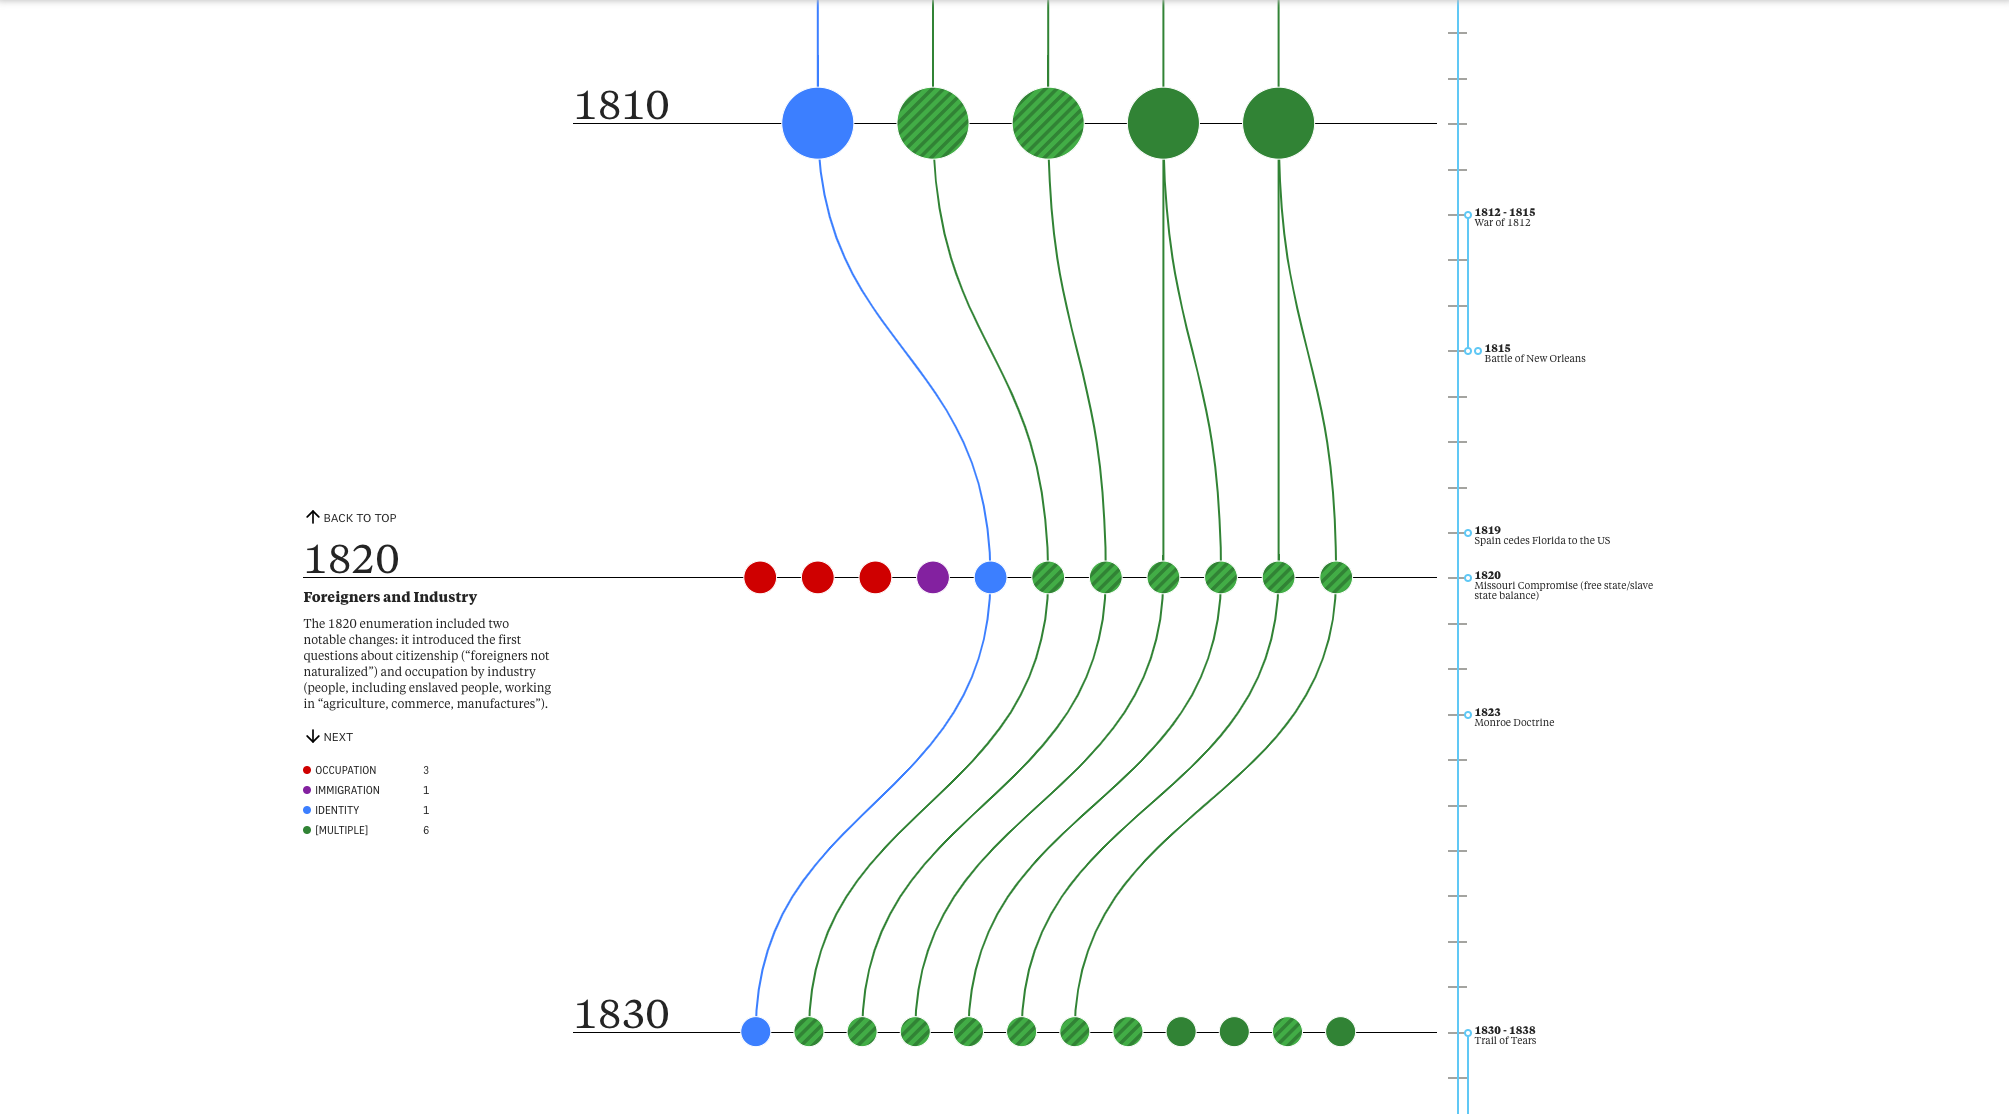 1810
1812 - 1815
War of 1812
1815
Battle of New Orleans
BACK TO TOP
1820
Foreigners and Industry
The 1820 enumeration included two
notable changes: it introduced the first
questions about citizenship (“foreigners not
naturalized”) and occupation by industry
(people, including enslaved people, working
in “agriculture, commerce, manufactures”).
NEXT
OCCUPATION 3
IMMIGRATION 1
IDENTITY 1
[MULTIPLE] 6
1819
Spain cedes Florida to the US
1820
Missouri Compromise (free state/slave
state balance)
1823
Monroe Doctrine
1830
1830 - 1838
Trail of Tears